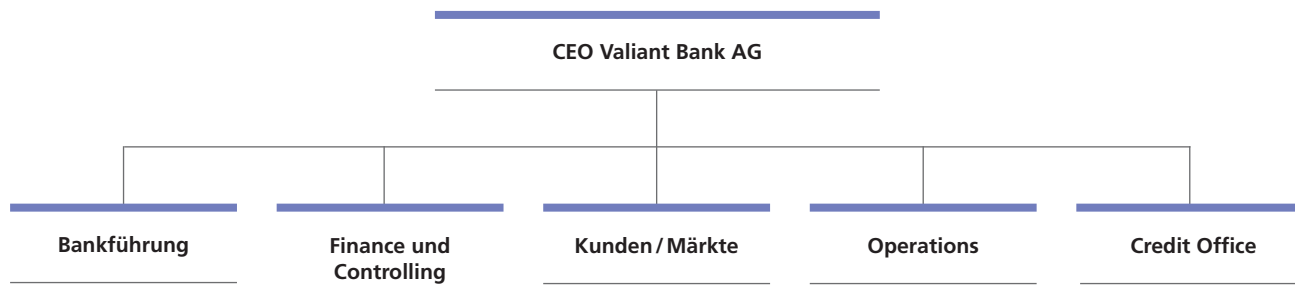 CEO Valiant Bank AG
Bankführung
Finance und
Controlling
Kunden / Märkte
Operations
Credit Office